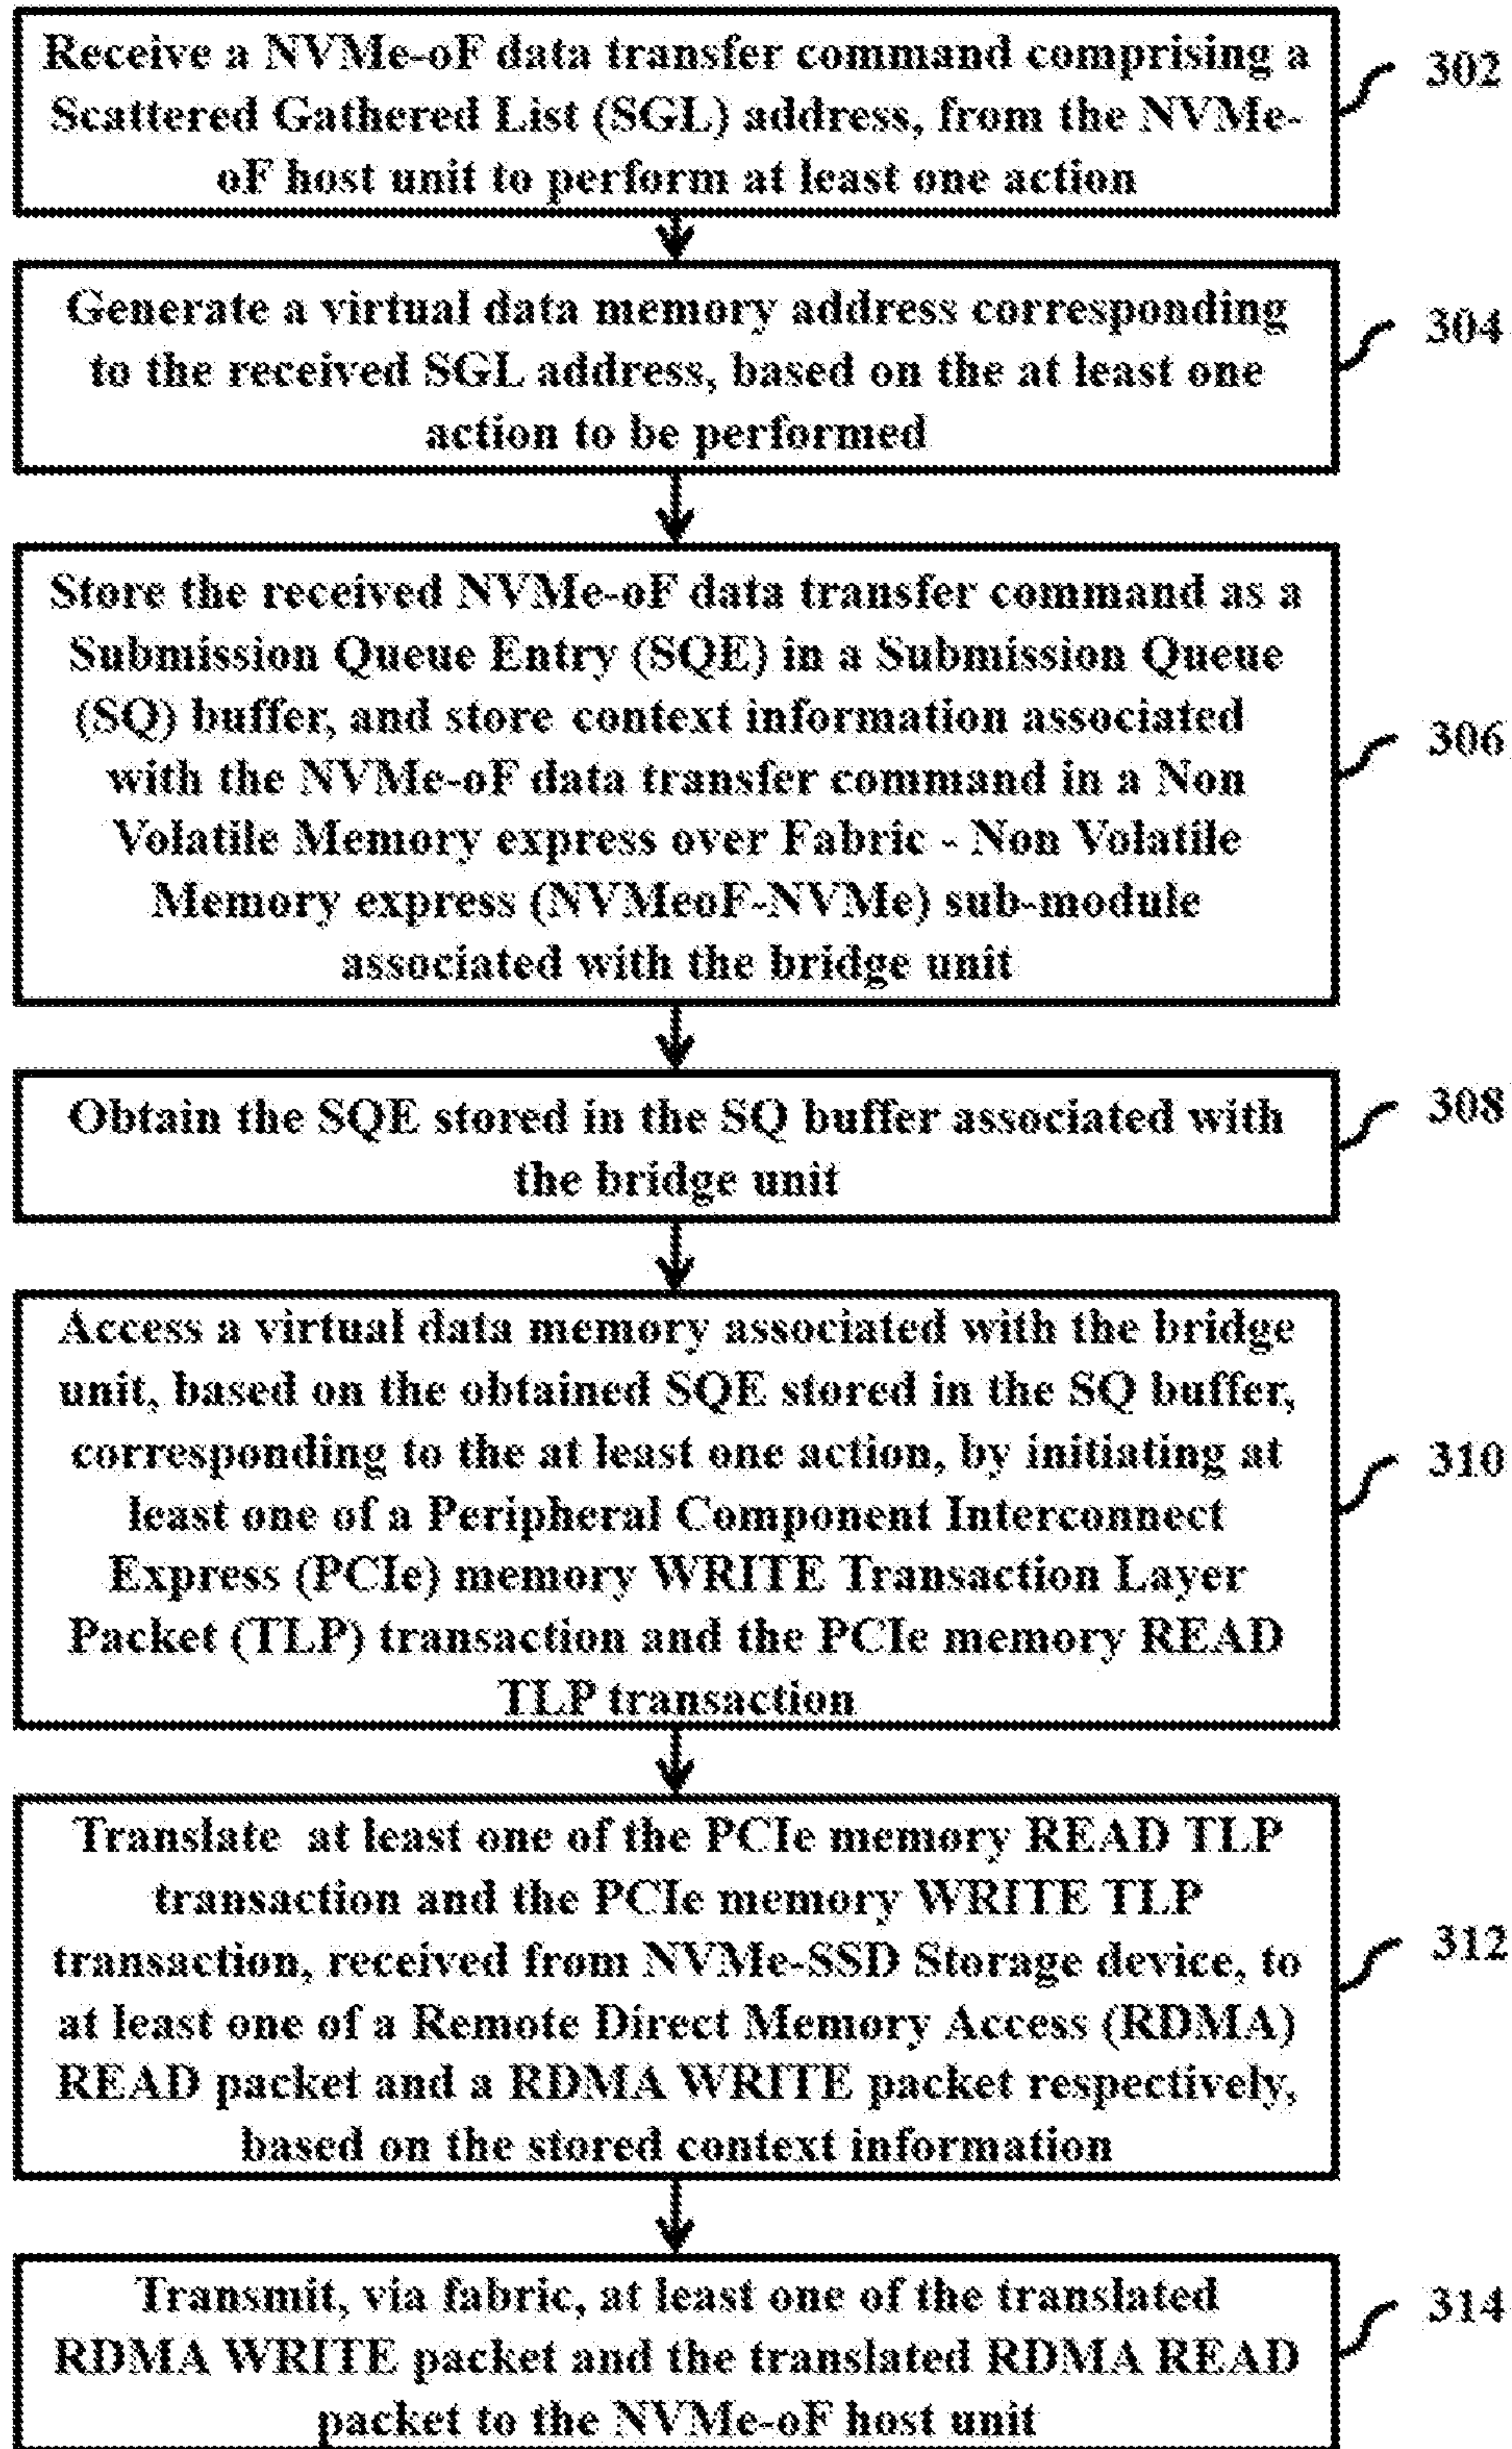 Receive a NVMe-oF data transfer command comprising a
Scattered Gathered List (SGL) address, from the NVMe-
oF host unit to perform at least one action
302
Generate a virtual data memory address corresponding
to the received SGL address, based on the at least one
action to be performed
304
Store the received NVMe-oF data transfer command as a
Submission Queue Entry (SQE) in a Submission Queue
(SQ) buffer, and store context information associated
with the NVMe-oF data transfer command in a Non
Volatile Memory express over Fabric - Non Volatile
Memory express (NVMeoF-NVMe) sub-module
associated with the bridge unit
306
Obtain the SQE stored in the SQ buffer associated with
the bridge unit
308
Access a virtual data memory associated with the bridge
unit, based on the obtained SQE stored in the SQ buffer,
corresponding to the at least one action, by initiating at
least one of a Peripheral Component Interconnect
Express (PCIe) memory WRITE Transaction Layer
Packet (TLP) transaction and the PCIe memory READ
TLP transaction
310
Translate at least one of the PCIe memory READ TLP
transaction and the PCIe memory WRITE TLP
transaction, received from NVMe-SSD Storage device, to
at least one of a Remote Direct Memory Access (RDMA)
READ packet and a RDMA WRITE packet respectively,
based on the stored context information
312
Transmit, via fabric, at least one of the translated
RDMA WRITE packet and the translated RDMA READ
packet to the NVMe-oF host unit
314